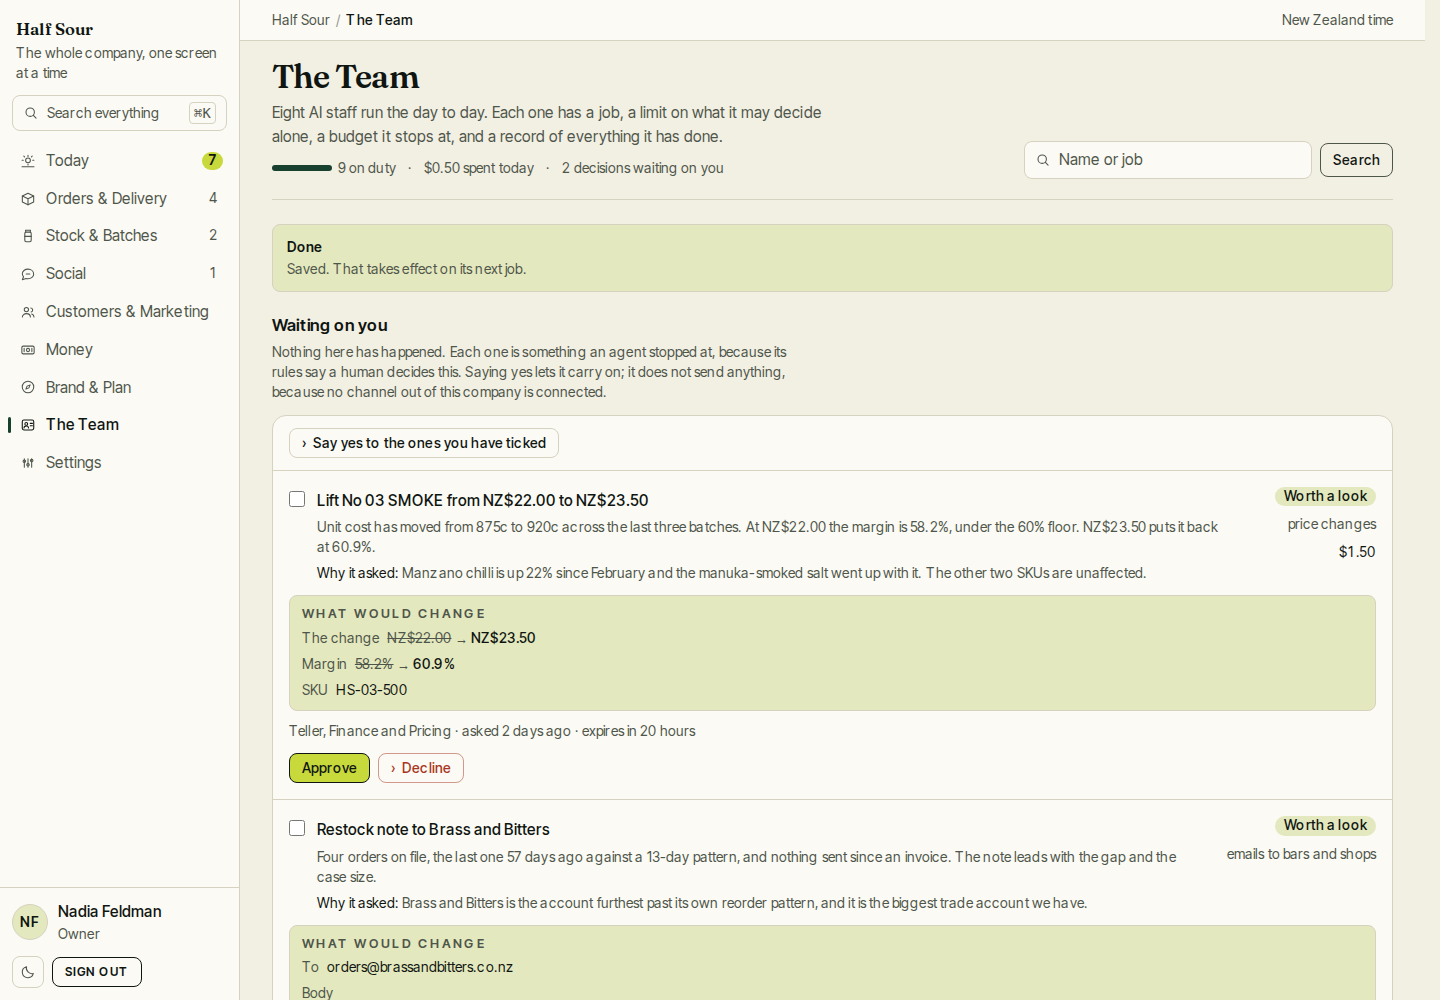 Half Sour
The whole company, one screen
at a time
Search everything ⌘K
Today 7
Orders & Delivery 4
Stock & Batches 2
Social 1
Customers & Marketing
Money
Brand & Plan
The Team
Settings
NF
Nadia Feldman
Owner
SIGN OUT
Half Sour / The Team
New Zealand time
The Team
Eight AI staff run the day to day. Each one has a job, a limit on what it may decide
alone, a budget it stops at, and a record of everything it has done.
9 on duty · $0.50 spent today · 2 decisions waiting on you
Name or job
Search
Done
Saved. That takes effect on its next job.
Waiting on you
Nothing here has happened. Each one is something an agent stopped at, because its
rules say a human decides this. Saying yes lets it carry on; it does not send anything,
because no channel out of this company is connected.
› Say yes to the ones you have ticked
Lift No 03 SMOKE from NZ$22.00 to NZ$23.50
Worth a look
Unit cost has moved from 875c to 920c across the last three batches. At NZ$22.00 the margin is 58.2%, under the 60% floor. NZ$23.50 puts it back
at 60.9%.
price changes
$1.50
Why it asked: Manzano chilli is up 22% since February and the manuka-smoked salt went up with it. The other two SKUs are unaffected.
WHAT WOULD CHANGE
The change NZ$22.00 → NZ$23.50
Margin 58.2% → 60.9%
SKU HS-03-500
Teller, Finance and Pricing · asked 2 days ago · expires in 20 hours
Approve
› Decline
Restock note to Brass and Bitters
Worth a look
Four orders on file, the last one 57 days ago against a 13-day pattern, and nothing sent since an invoice. The note leads with the gap and the
case size.
emails to bars and shops
Why it asked: Brass and Bitters is the account furthest past its own reorder pattern, and it is the biggest trade account we have.
WHAT WOULD CHANGE
To orders@brassandbitters.co.nz
Body